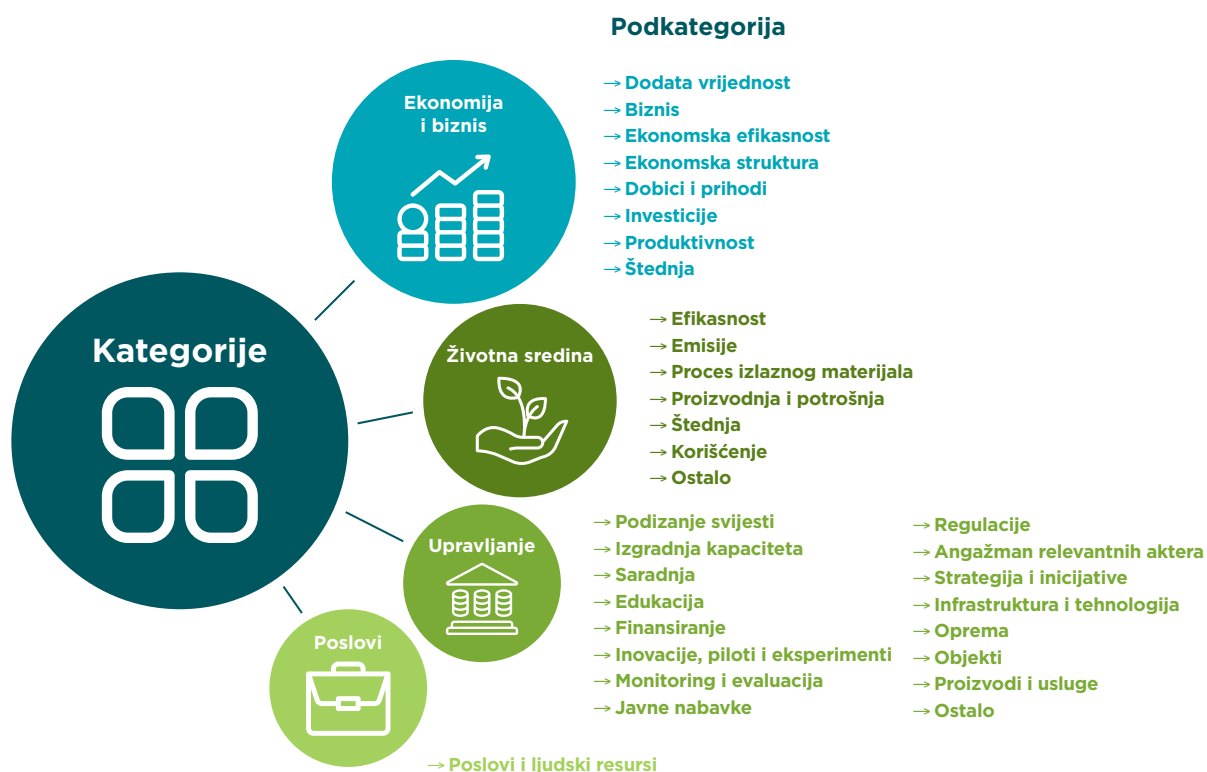 Podkategorija
Ekonomija
i biznis
→ Dodata vrijednost
→ Biznis
→ Ekonomska efikasnost
→ Ekonomska struktura
→ Dobici i prihodi
→ Investicije
→ Produktivnost
→ Štednja
Kategorije
Životna sredina
→ Efikasnost
→ Emisije
→ Proces izlaznog materijala
→ Proizvodnja i potrošnja
→ Štednja
→ Korišćenje
→ Ostalo
Upravljanje
→ Podizanje svijesti
→ Izgradnja kapaciteta
→ Saradnja
→ Edukacija
→ Finansiranje
→ Inovacije, piloti i eksperimenti
→ Monitoring i evaluacija
→ Javne nabavke
→ Regulacije
→ Angažman relevantnih aktera
→ Strategija i inicijative
→ Infrastruktura i tehnologija
→ Oprema
→ Objekti
→ Proizvodi i usluge
→ Ostalo
Poslovi
→ Poslovi i ljudski resursi